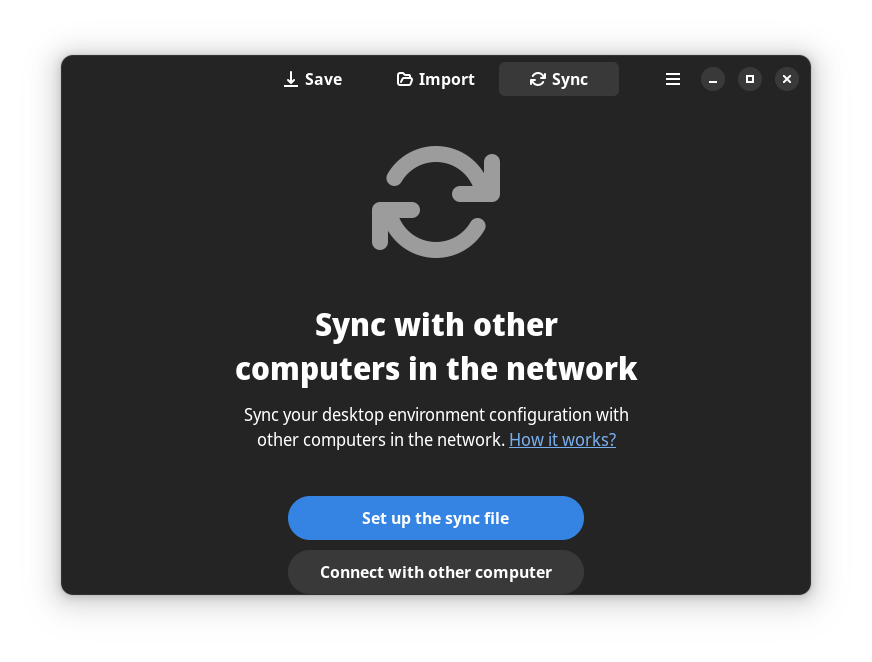 Save
Import
Sync
Sync with other
computers in the network
Sync your desktop environment configuration with
other computers in the network. How it works?
Set up the sync file
Connect with other computer